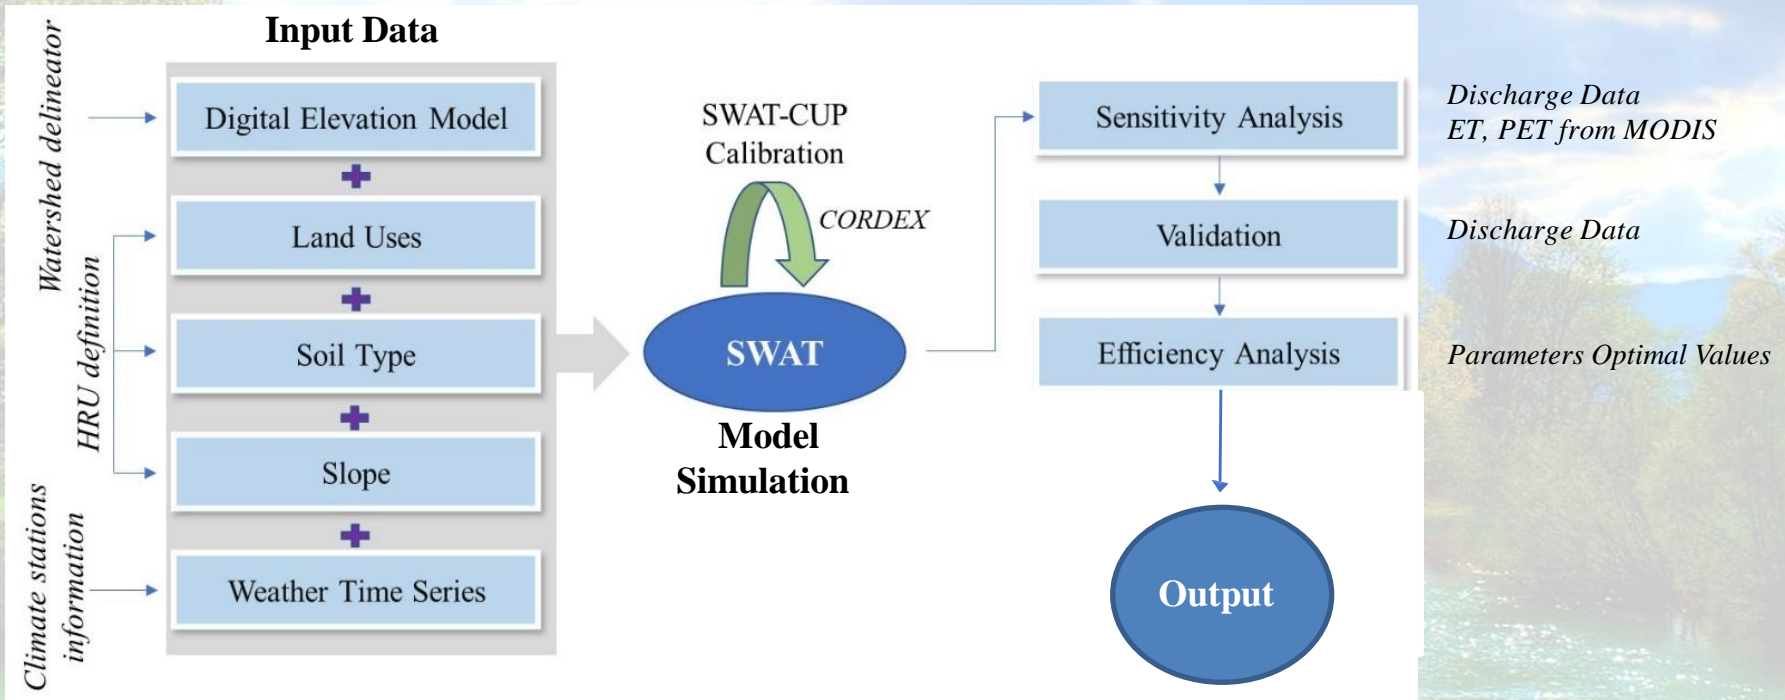 Input Data
Watershed delineator
HRU definition
Climate stations
information
Digital Elevation Model
Land Uses
Soil Type
Slope
Weather Time Series
SWAT-CUP
Calibration
CORDEX
SWAT
Model
Simulation
Sensitivity Analysis
Validation
Efficiency Analysis
Output
Discharge Data
ET, PET from MODIS
Discharge Data
Parameters Optimal Values